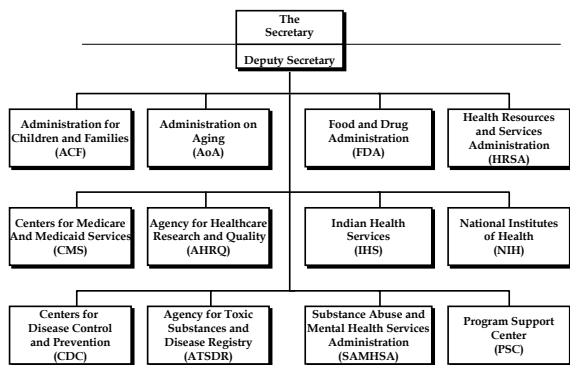 The
Secretary
Deputy Secretary
Administration for
Children and Families
(ACF)
Administration on
Aging
(AoA)
Food and Drug
Administration
(FDA)
Health Resources
and Services
Administration
(HRSA)
Centers for Medicare
And Medicaid Services
(CMS)
Agency for Healthcare
Research and Quality
(AHRQ)
Indian Health
Services
(IHS)
National Institutes
of Health
(NIH)
Centers for
Disease Control
and Prevention
(CDC)
Agency for Toxic
Substances and
Disease Registry
(ATSDR)
Substance Abuse and
Mental Health Services
Administration
(SAMHSA)
Program Support
Center
(PSC)